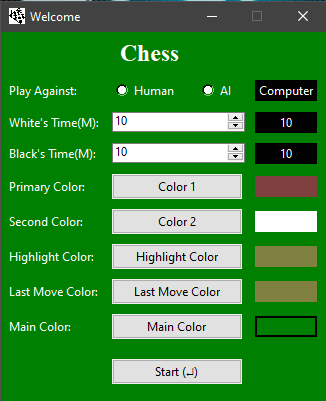 Welcome
Chess
Play Against: Human AI Computer
White's Time(M): 10 10
Black's Time(M): 10 10
Primary Color: Color 1
Second Color: Color 2
Highlight Color: Highlight Color
Last Move Color: Last Move Color
Main Color: Main Color
Start (↵)